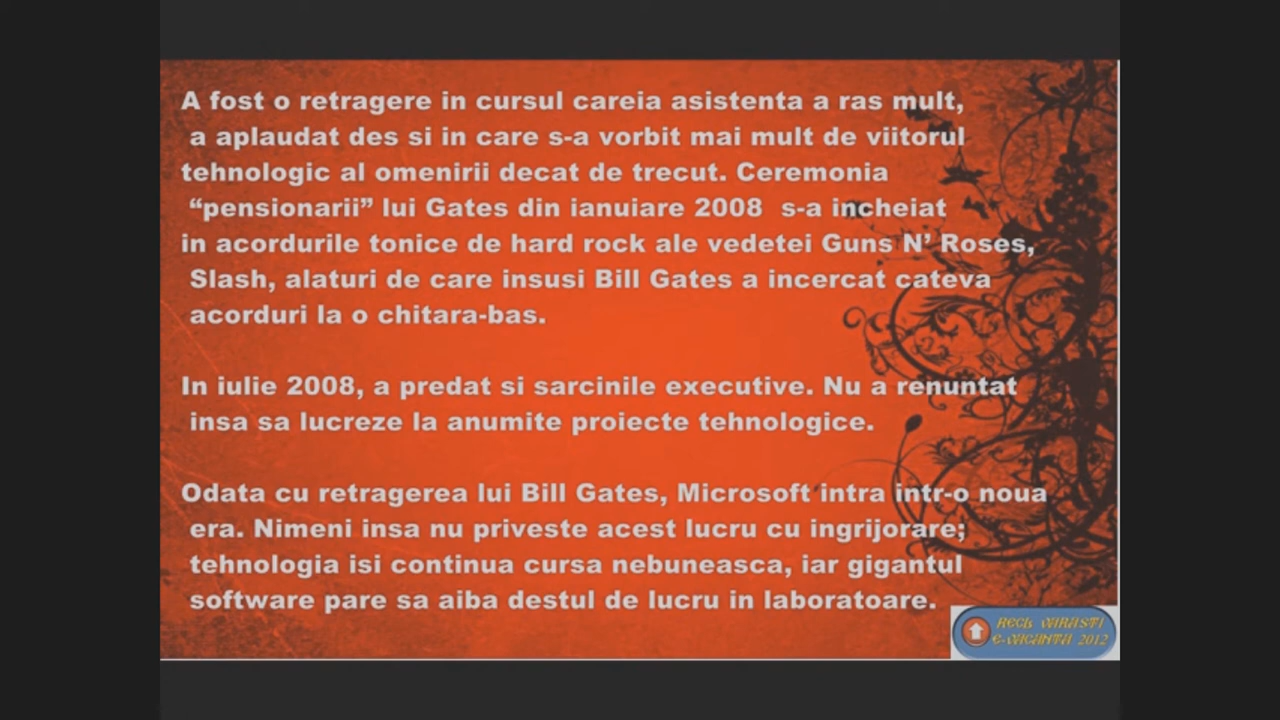 A fost o retragere in cursul careia asistenta a ras mult,
a aplaudat des si in care s-a vorbit mai mult de viitorul
tehnologic al omenirii decat de trecut. Ceremonia
“pensionarii” lui Gates din ianuiare 2008 s-a incheiat
in acordurile tonice de hard rock ale vedetei Guns N’ Roses,
Slash, alaturi de care insusi Bill Gates a incercat cateva
acorduri la o chitara-bas.
In iulie 2008, a predat si sarcinile executive. Nu a renuntat
insa sa lucreze la anumite proiecte tehnologice.
Odata cu retragerea lui Bill Gates, Microsoft intra intr-o noua
era. Nimeni insa nu priveste acest lucru cu ingrijorare;
tehnologia isi continua cursa nebuneasca, iar gigantul
software pare sa aiba destul de lucru in laboratoare.
VARASTI
E-VACANTA 2012